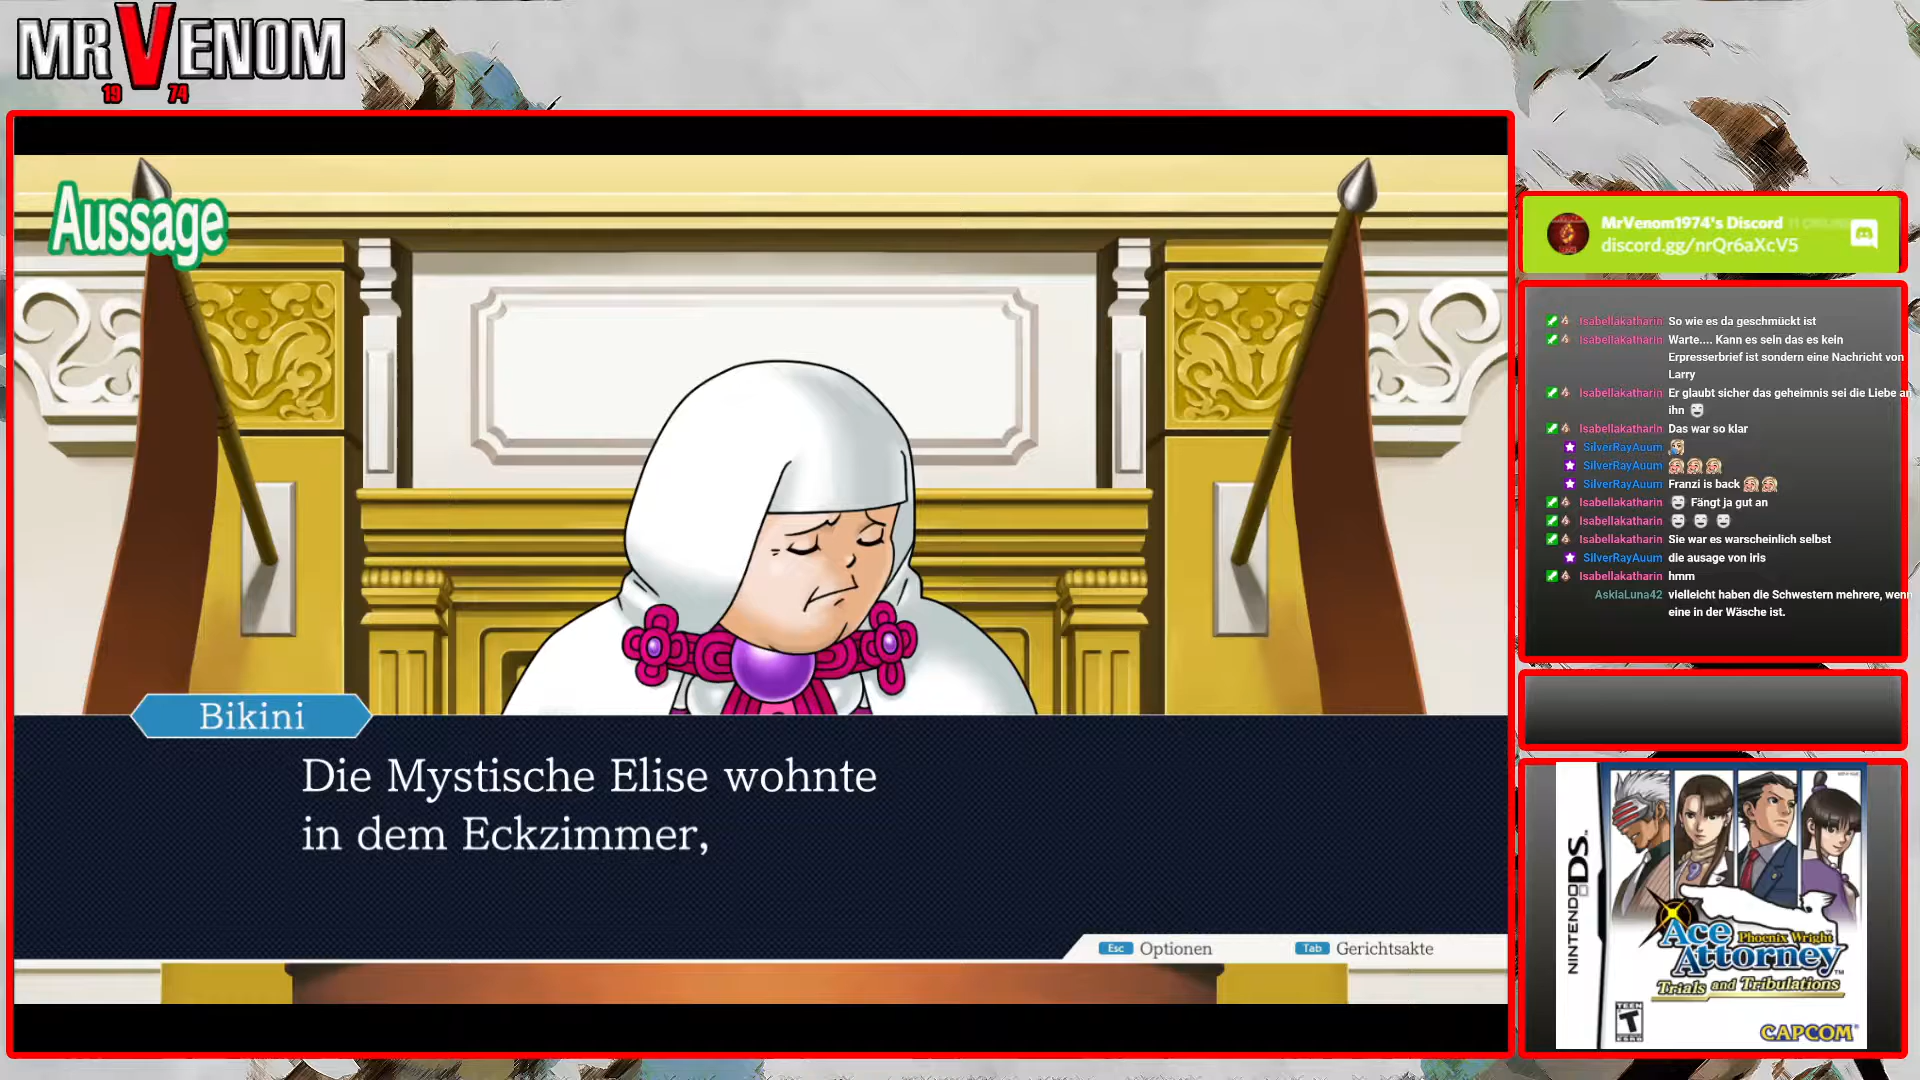 MRVENOM
19 74
Aussage
Bikini
Die Mystische Elise wohnte
in dem Eckzimmer,
Esc Optionen
Tab Gerichtsakte
MrVenom1974's Discord
discord.gg/nrQr6aXcV5
Isabellakatharin So wie es da geschmückt ist
Isabellakatharin Warte.... Kann es sein das es kein
Erpresserbrief ist sondern eine Nachricht von
Larry
Isabellakatharin Er glaubt sicher das geheimnis sei die Liebe an
ihn
Isabellakatharin Das war so klar
SilverRayAuum
SilverRayAuum
SilverRayAuum Franzi is back
Isabellakatharin Fängt ja gut an
Isabellakatharin
Isabellakatharin Sie war es warscheinlich selbst
SilverRayAuum die ausage von iris
Isabellakatharin hmm
AskiaLuna42 vielleicht haben die Schwestern mehrere, wenn
eine in der Wäsche ist.
NINTENDO DS
Phoenix Wright
Ace
Attorney
Trials and Tribulations
TEEN
T
CAPCOM